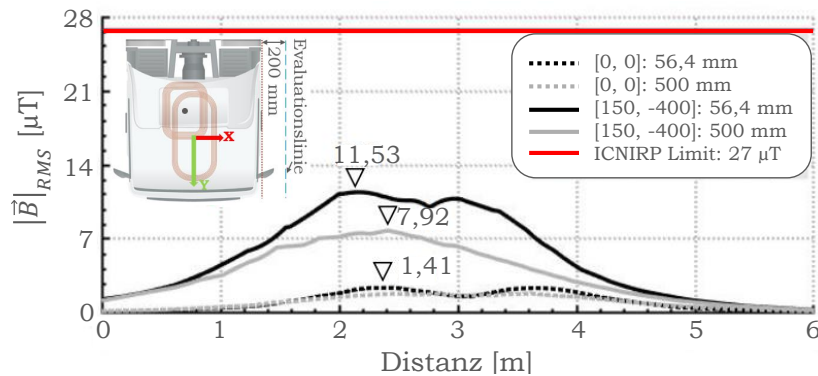 |B⃗|RMS [µT]
28
21
14
7
0
0 1 2 3 4 5 6
Distanz [m]
200 mm
Evaluationslinie
X
Y
11,53
7,92
1,41
[0, 0]: 56,4 mm
[0, 0]: 500 mm
[150, -400]: 56,4 mm
[150, -400]: 500 mm
ICNIRP Limit: 27 µT